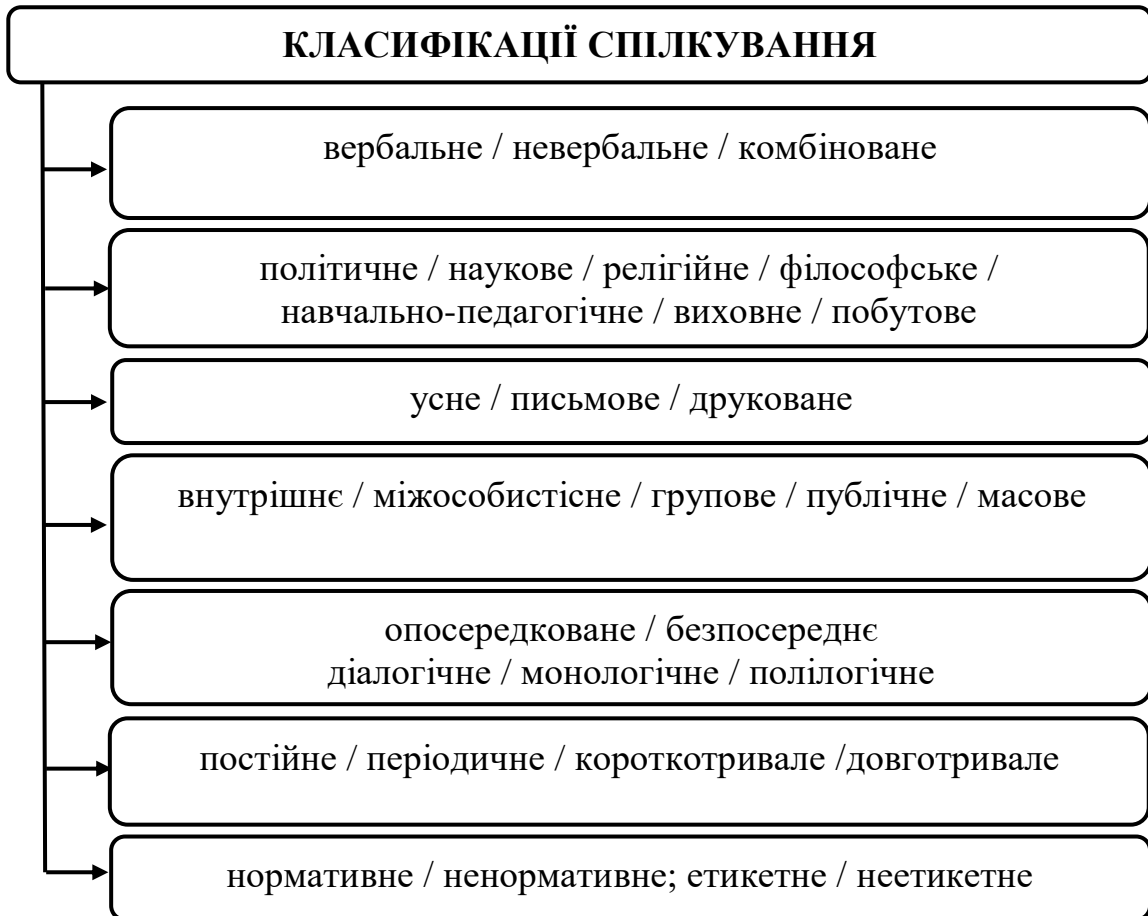 КЛАСИФІКАЦІЇ СПІЛКУВАННЯ
вербальне / невербальне / комбіноване
політичне / наукове / релігійне / філософське /
навчально-педагогічне / виховне / побутове
усне / письмове / друковане
внутрішнє / міжособистісне / групове / публічне / масове
опосередковане / безпосереднє
діалогічне / монологічне / полілогічне
постійне / періодичне / короткотривале /довготривале
нормативне / ненормативне; етикетне / неетикетне